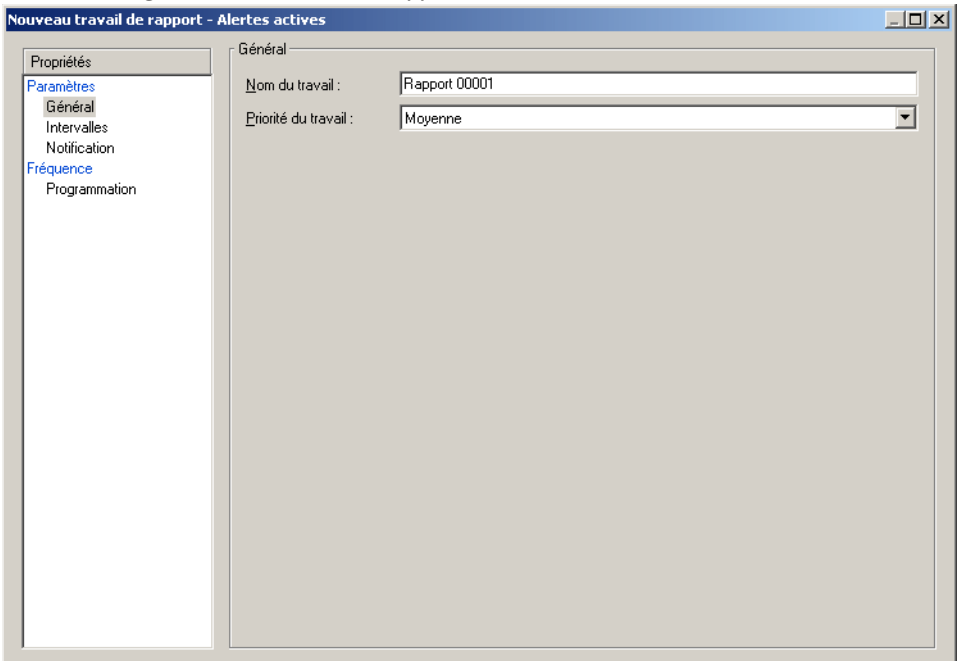 Nouveau travail de rapport - Alertes actives
Propriétés
Paramètres
Général
Intervalles
Notification
Fréquence
Programmation
Général
Nom du travail :
Rapport 00001
Priorité du travail :
Moyenne